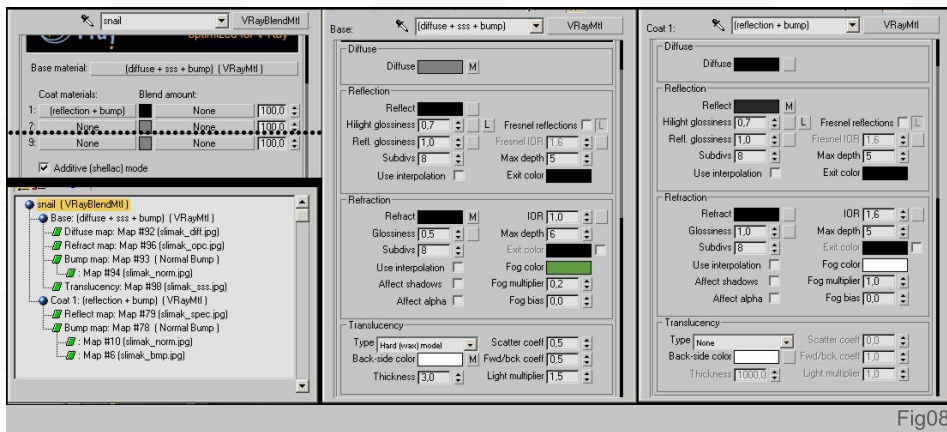 snail
VRayBlendMtl
Optimized for V-Ray
Base material: (diffuse + sss + bump) (VRayMtl)
Coat materials: Blend amount:
1: (reflection + bump) None 100,0
None 100,0
9: None None 100,0
Additive (shellac) mode
snail (VRayBlendMtl)
Base: (diffuse + sss + bump) (VRayMtl)
Diffuse map: Map #92 (slimak_diff.jpg)
Refract map: Map #96 (slimak_opc.jpg)
Bump map: Map #93 (Normal Bump)
: Map #94 (slimak_norm.jpg)
Translucency: Map #98 (slimak_sss.jpg)
Coat 1: (reflection + bump) (VRayMtl)
Reflect map: Map #79 (slimak_spec.jpg)
Bump map: Map #78 (Normal Bump)
: Map #10 (slimak_norm.jpg)
: Map #6 (slimak_bmp.jpg)
Base: (diffuse + sss + bump) VRayMtl
Diffuse
Diffuse M
Reflection
Reflect
Hilight glossiness 0,7 L Fresnel reflections L
Refl. glossiness 1,0 Fresnel IOR 1,6
Subdivs 8 Max depth 5
Use interpolation Exit color
Refraction
Refract M IOR 1,0
Glossiness 0,5 Max depth 6
Subdivs 8 Exit color
Use interpolation Fog color
Affect shadows Fog multiplier 0,2
Affect alpha Fog bias 0,0
Translucency
Type Hard (wax) model Scatter coeff 0,5
Back-side color M Fwd/bck coeff 0,5
Thickness 3,0 Light multiplier 1,5
Coat 1: (reflection + bump) VRayMtl
Diffuse
Diffuse
Reflection
Reflect M
Hilight glossiness 0,7 L Fresnel reflections L
Refl. glossiness 1,0 Fresnel IOR 1,6
Subdivs 8 Max depth 5
Use interpolation Exit color
Refraction
Refract IOR 1,6
Glossiness 1,0 Max depth 5
Subdivs 8 Exit color
Use interpolation Fog color
Affect shadows Fog multiplier 1,0
Affect alpha Fog bias 0,0
Translucency
Type None Scatter coeff 0,0
Back-side color Fwd/bck coeff 1,0
Thickness 1000,0 Light multiplier 1,0
Fig08